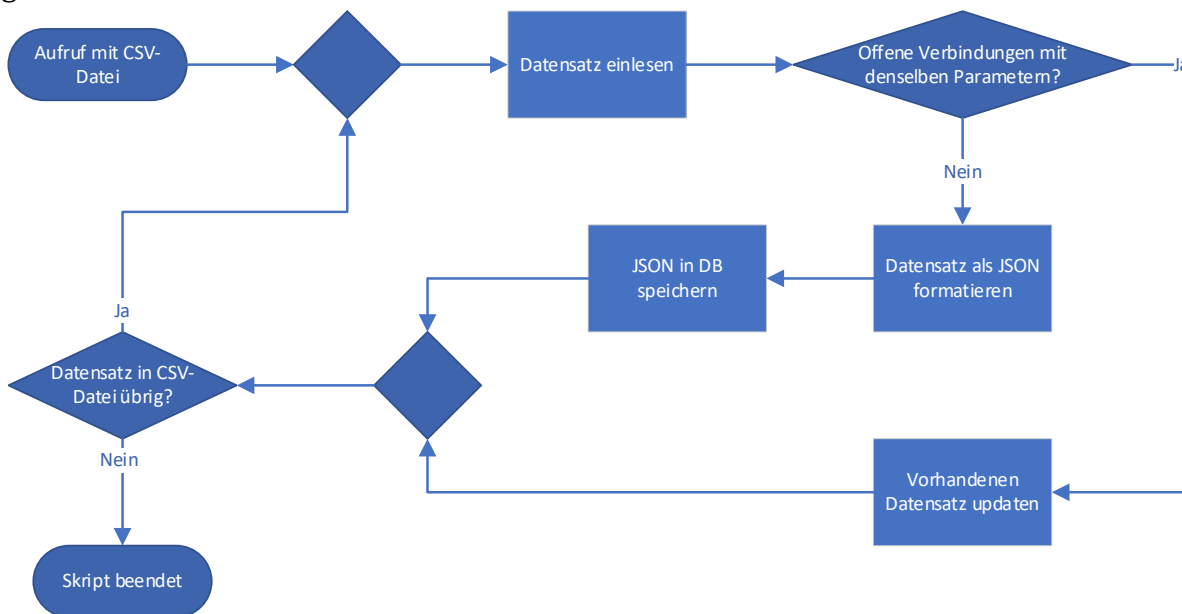 g
Aufruf mit CSV-
Datei
Datensatz einlesen
Offene Verbindungen mit
denselben Parametern?
Ja
Nein
JSON in DB
speichern
Datensatz als JSON
formatieren
Ja
Datensatz in CSV-
Datei übrig?
Nein
Vorhandenen
Datensatz updaten
Skript beendet